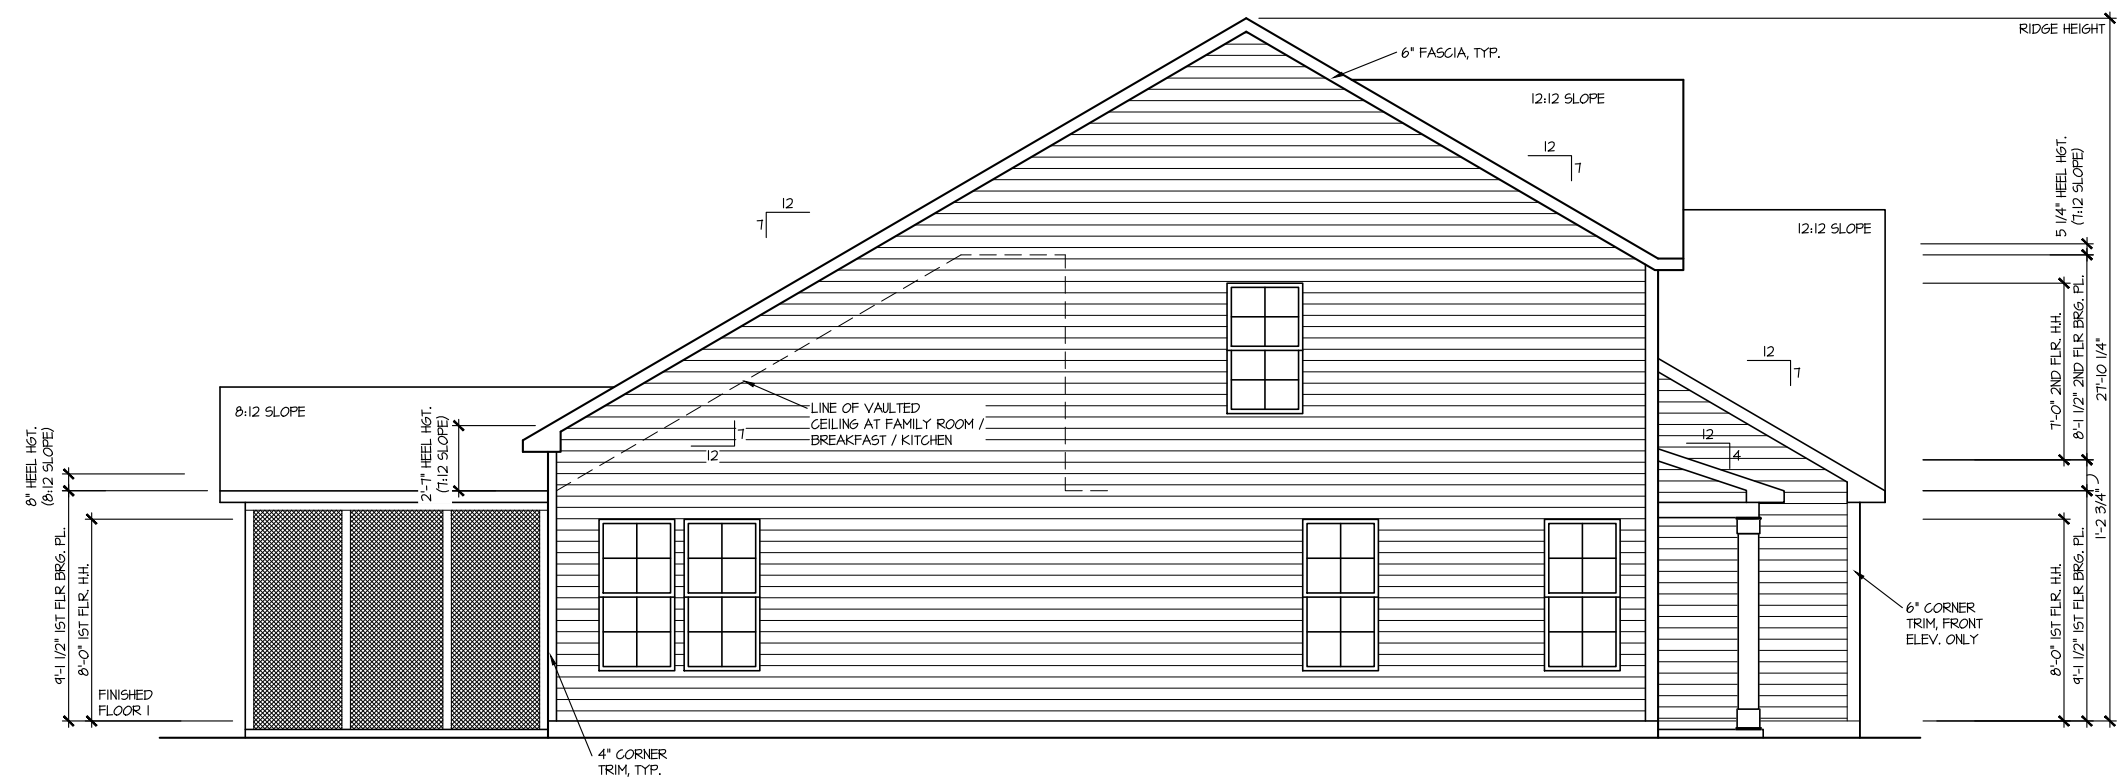 RIDGE HEIGHT
6" FASCIA, TYP.
12:12 SLOPE
12
7
12
7
12:12 SLOPE
5 1/4" HEEL HGT.
(7:12 SLOPE)
12
7
7'-0" 2ND FLR. H.H.
8'-1 1/2" 2ND FLR BRG. PL.
27'-10 1/4"
8:12 SLOPE
8" HEEL HGT.
(8:12 SLOPE)
2'-7" HEEL HGT.
(7:12 SLOPE)
LINE OF VAULTED
CEILING AT FAMILY ROOM /
BREAKFAST / KITCHEN
7
12
12
4
1'-2 3/4"
9'-1 1/2" 1ST FLR BRG. PL.
8'-0" 1ST FLR. H.H.
FINISHED
FLOOR 1
6" CORNER
TRIM, FRONT
ELEV. ONLY
8'-0" 1ST FLR. H.H.
9'-1 1/2" 1ST FLR BRG. PL.
4" CORNER
TRIM, TYP.